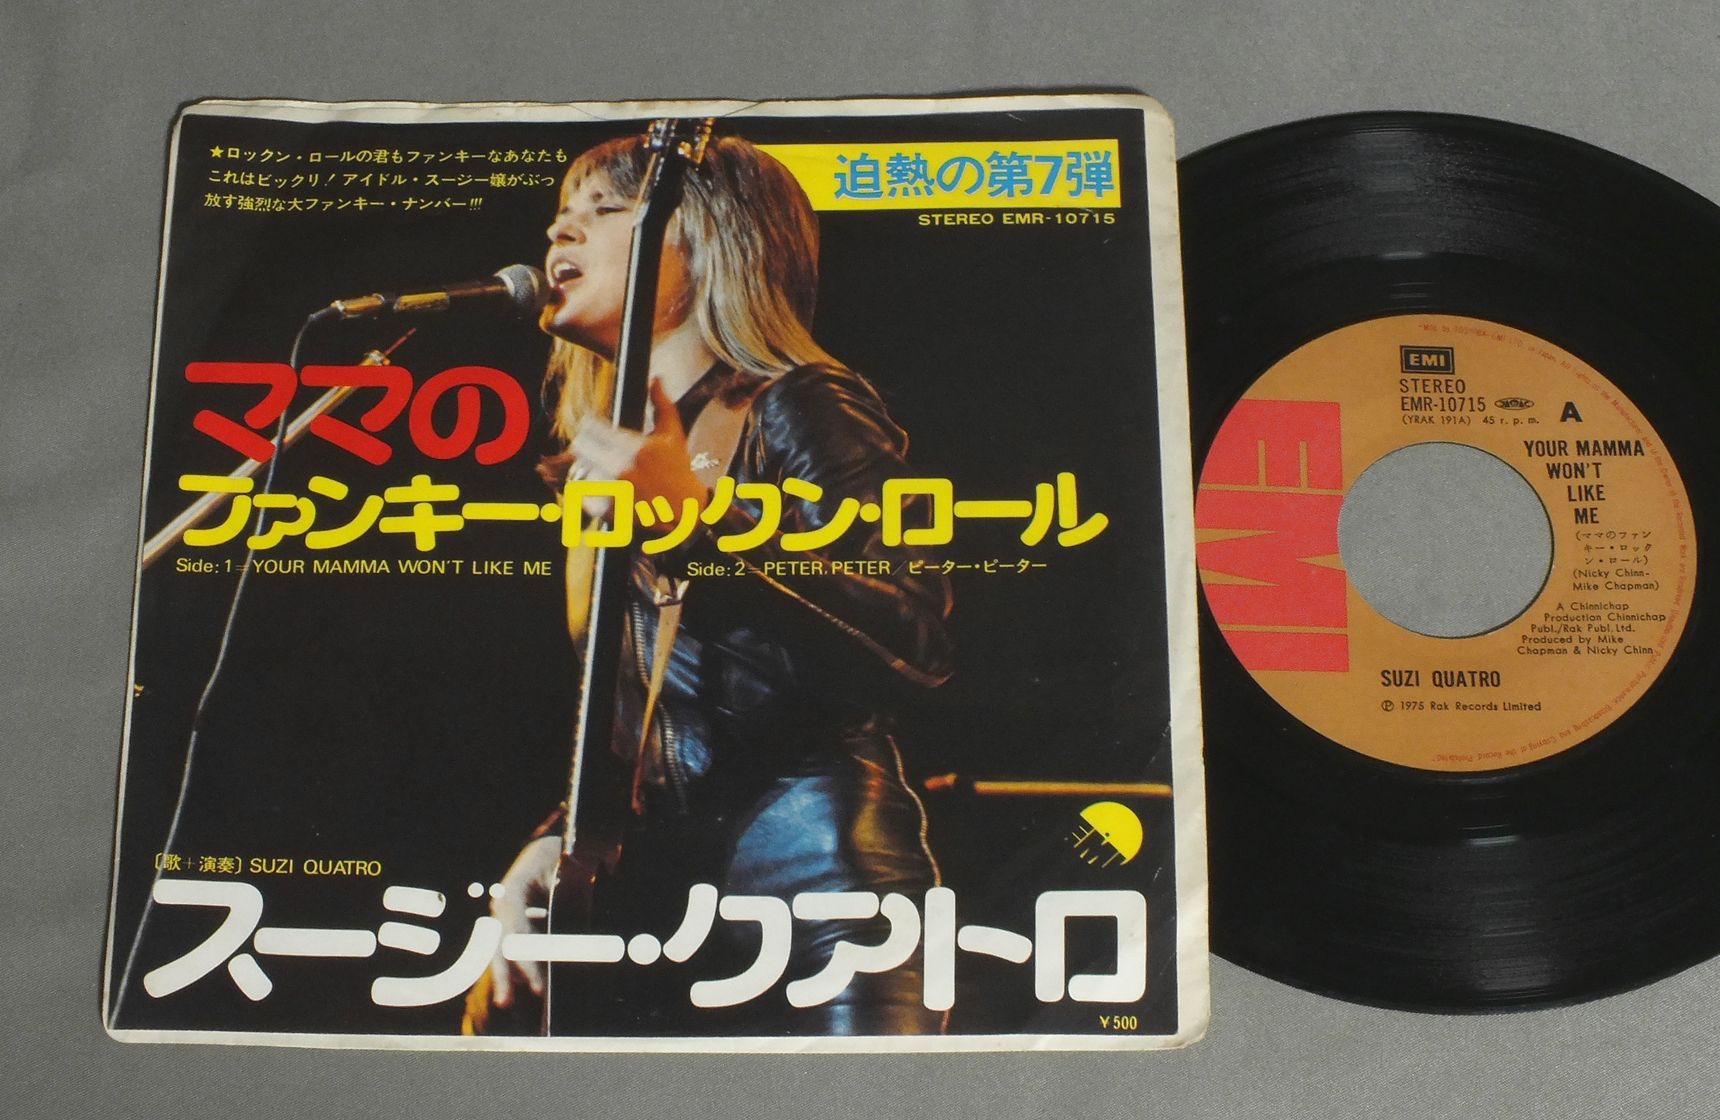 ★ロックン・ロールの君もファンキーなあなたも
これはビックリ!アイドル・スージー嬢がぶっ
放す強烈な大ファンキー・ナンバー!!!
迫熱の第7弾
STEREO EMR-10715
ママの
ファンキー・ロックン・ロール
Side:1=YOUR MAMMA WON'T LIKE ME
Side:2=PETER,PETER/ピーター・ピーター
〔歌+演奏〕SUZI QUATRO
スージー・クアトロ
¥500
EMI
EMI
STEREO
EMR-10715
(YRAK 191A) 45 r. p. m.
A
YOUR MAMMA
WON'T
LIKE
ME
(ママのファン
キー・ロック
ン・ロール)
(Nicky Chinn-
Mike Chapman)
A Chinnichap
Production Chinnichap
Publ./Rak Publ. Ltd.
Produced by Mike
Chapman & Nicky Chinn
SUZI QUATRO
℗ 1975 Rak Records Limited
EMI